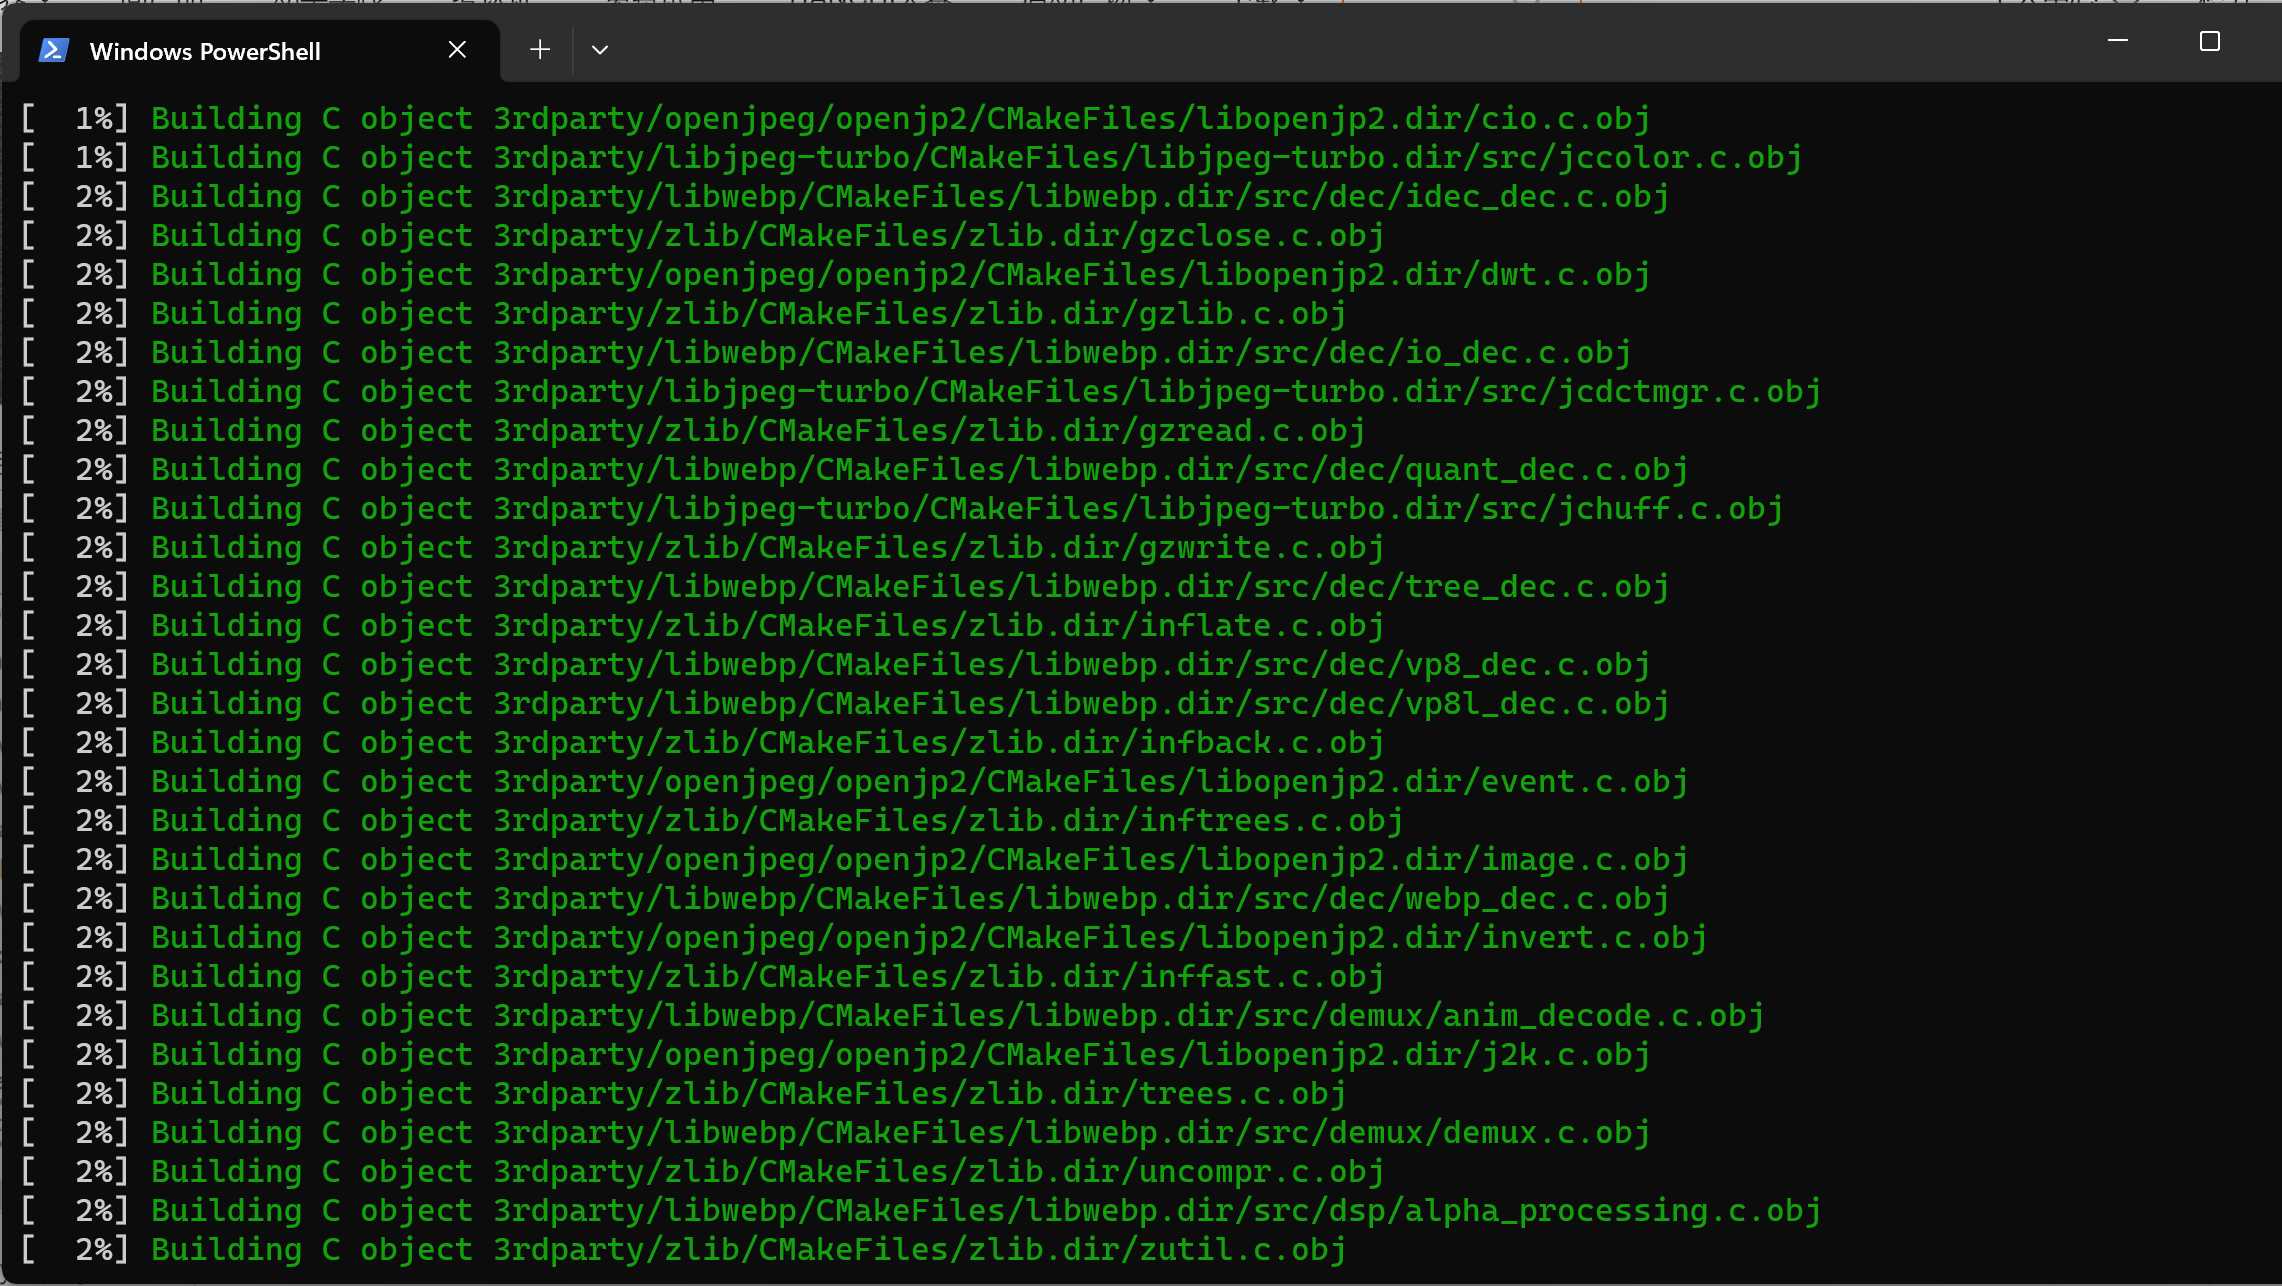 Windows PowerShell
[  1%] Building C object 3rdparty/openjpeg/openjp2/CMakeFiles/libopenjp2.dir/cio.c.obj
[  1%] Building C object 3rdparty/libjpeg-turbo/CMakeFiles/libjpeg-turbo.dir/src/jccolor.c.obj
[  2%] Building C object 3rdparty/libwebp/CMakeFiles/libwebp.dir/src/dec/idec_dec.c.obj
[  2%] Building C object 3rdparty/zlib/CMakeFiles/zlib.dir/gzclose.c.obj
[  2%] Building C object 3rdparty/openjpeg/openjp2/CMakeFiles/libopenjp2.dir/dwt.c.obj
[  2%] Building C object 3rdparty/zlib/CMakeFiles/zlib.dir/gzlib.c.obj
[  2%] Building C object 3rdparty/libwebp/CMakeFiles/libwebp.dir/src/dec/io_dec.c.obj
[  2%] Building C object 3rdparty/libjpeg-turbo/CMakeFiles/libjpeg-turbo.dir/src/jcdctmgr.c.obj
[  2%] Building C object 3rdparty/zlib/CMakeFiles/zlib.dir/gzread.c.obj
[  2%] Building C object 3rdparty/libwebp/CMakeFiles/libwebp.dir/src/dec/quant_dec.c.obj
[  2%] Building C object 3rdparty/libjpeg-turbo/CMakeFiles/libjpeg-turbo.dir/src/jchuff.c.obj
[  2%] Building C object 3rdparty/zlib/CMakeFiles/zlib.dir/gzwrite.c.obj
[  2%] Building C object 3rdparty/libwebp/CMakeFiles/libwebp.dir/src/dec/tree_dec.c.obj
[  2%] Building C object 3rdparty/zlib/CMakeFiles/zlib.dir/inflate.c.obj
[  2%] Building C object 3rdparty/libwebp/CMakeFiles/libwebp.dir/src/dec/vp8_dec.c.obj
[  2%] Building C object 3rdparty/libwebp/CMakeFiles/libwebp.dir/src/dec/vp8l_dec.c.obj
[  2%] Building C object 3rdparty/zlib/CMakeFiles/zlib.dir/infback.c.obj
[  2%] Building C object 3rdparty/openjpeg/openjp2/CMakeFiles/libopenjp2.dir/event.c.obj
[  2%] Building C object 3rdparty/zlib/CMakeFiles/zlib.dir/inftrees.c.obj
[  2%] Building C object 3rdparty/openjpeg/openjp2/CMakeFiles/libopenjp2.dir/image.c.obj
[  2%] Building C object 3rdparty/libwebp/CMakeFiles/libwebp.dir/src/dec/webp_dec.c.obj
[  2%] Building C object 3rdparty/openjpeg/openjp2/CMakeFiles/libopenjp2.dir/invert.c.obj
[  2%] Building C object 3rdparty/zlib/CMakeFiles/zlib.dir/inffast.c.obj
[  2%] Building C object 3rdparty/libwebp/CMakeFiles/libwebp.dir/src/demux/anim_decode.c.obj
[  2%] Building C object 3rdparty/openjpeg/openjp2/CMakeFiles/libopenjp2.dir/j2k.c.obj
[  2%] Building C object 3rdparty/zlib/CMakeFiles/zlib.dir/trees.c.obj
[  2%] Building C object 3rdparty/libwebp/CMakeFiles/libwebp.dir/src/demux/demux.c.obj
[  2%] Building C object 3rdparty/zlib/CMakeFiles/zlib.dir/uncompr.c.obj
[  2%] Building C object 3rdparty/libwebp/CMakeFiles/libwebp.dir/src/dsp/alpha_processing.c.obj
[  2%] Building C object 3rdparty/zlib/CMakeFiles/zlib.dir/zutil.c.obj